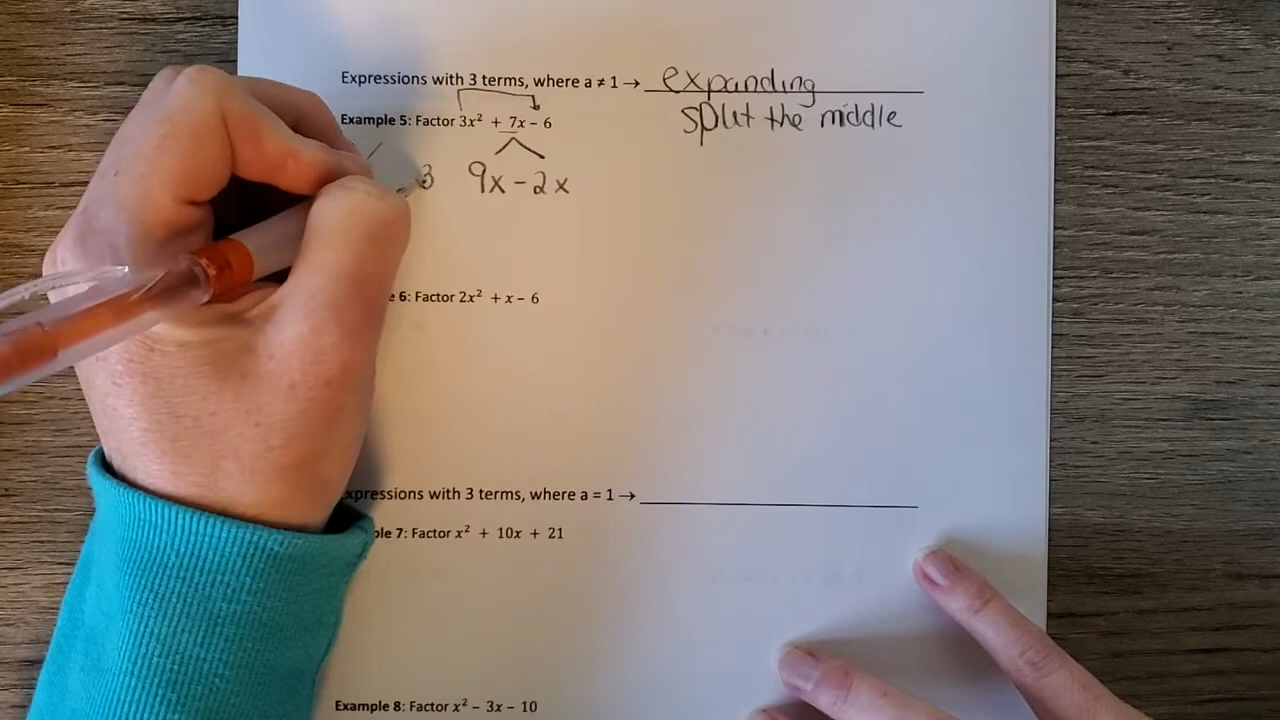 Expressions with 3 terms, where a ≠ 1 → expanding
split the middle
Example 5: Factor 3x² + 7x – 6
3 9x – 2x
6: Factor 2x² + x – 6
expressions with 3 terms, where a = 1 →
7: Factor x² + 10x + 21
Example 8: Factor x² – 3x – 10